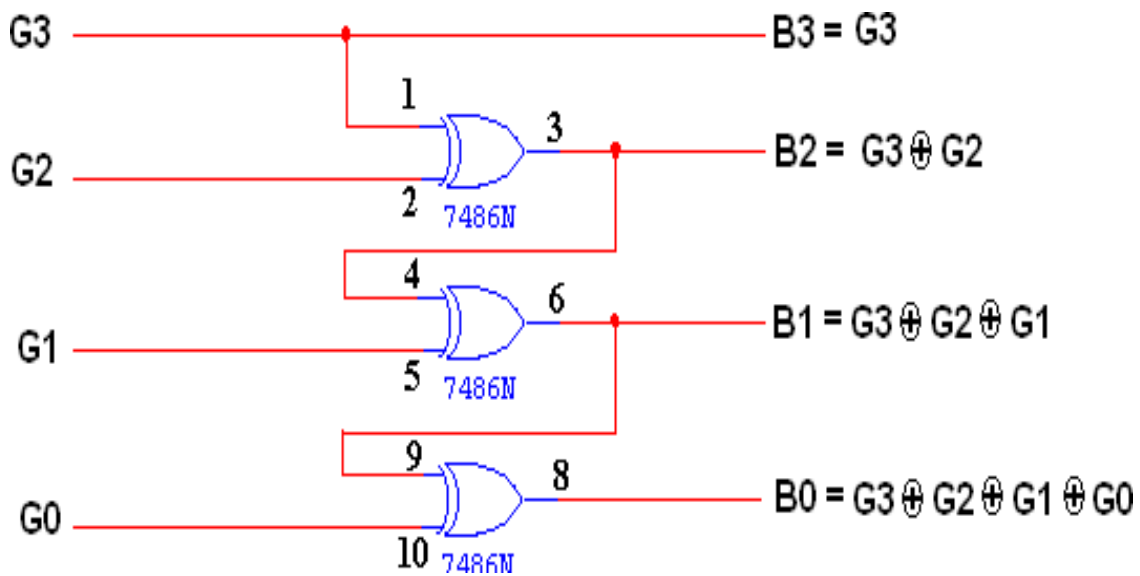 G3
B3 = G3
1
3
B2 = G3 ⊕ G2
G2
2
7486N
4
6
B1 = G3 ⊕ G2 ⊕ G1
G1
5
7486N
9
8
B0 = G3 ⊕ G2 ⊕ G1 ⊕ G0
G0
10
7486N